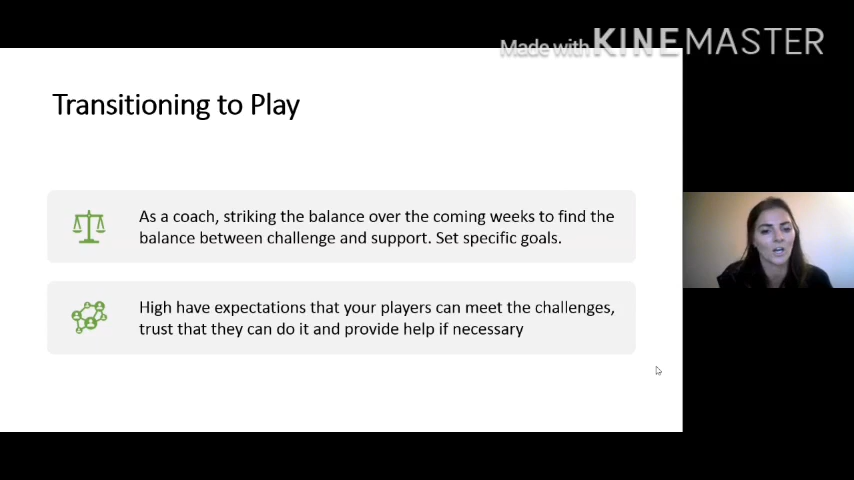 Made with KINEMASTER
Transitioning to Play
As a coach, striking the balance over the coming weeks to find the
balance between challenge and support. Set specific goals.
High have expectations that your players can meet the challenges,
trust that they can do it and provide help if necessary